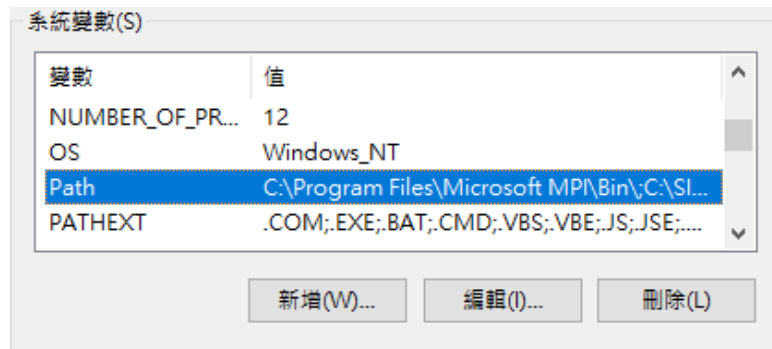 系統變數(S)
變數 值
NUMBER_OF_PR... 12
OS Windows_NT
Path C:\Program Files\Microsoft MPI\Bin\;C:\SI...
PATHEXT .COM;.EXE;.BAT;.CMD;.VBS;.VBE;.JS;.JSE;....
新增(W)... 編輯(I)... 刪除(L)